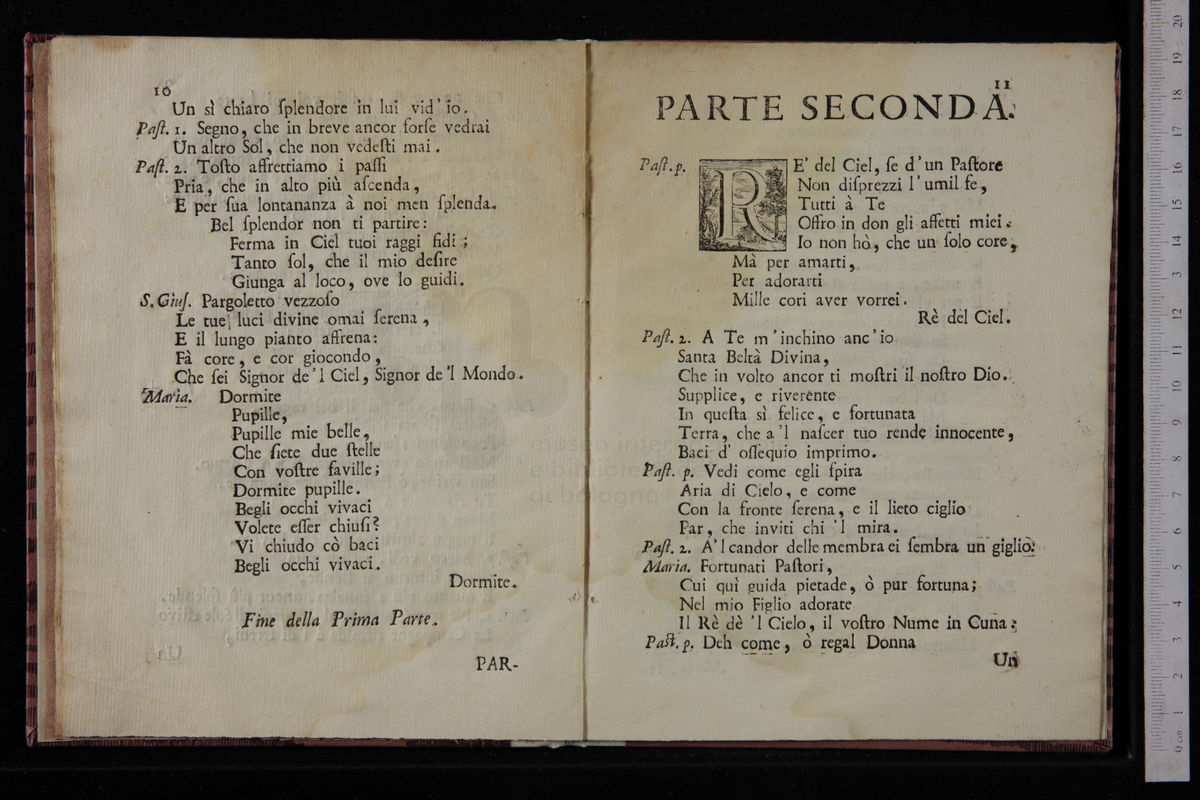 10
Un sì chiaro ſplendore in lui vid' io.
Paſt. 1. Segno, che in breve ancor forſe vedrai
Un altro Sol, che non vedeſti mai.
Paſt. 2. Toſto affrettiamo i paſſi
Pria, che in alto più aſcenda,
E per ſua lontananza à noi men ſplenda.
Bel ſplendor non ti partire:
Ferma in Ciel tuoi raggi fidi;
Tanto ſol, che il mio deſire
Giunga al loco, ove lo guidi.
S. Giuſ. Pargoletto vezzoſo
Le tue luci divine omai ſerena,
E il lungo pianto affrena:
Fà core, e cor giocondo,
Che ſei Signor de'l Ciel, Signor de'l Mondo.
Maria. Dormite
Pupille,
Pupille mie belle,
Che ſiete due ſtelle
Con voſtre faville;
Dormite pupille.
Begli occhi vivaci
Volete eſſer chiuſi?
Vi chiudo cò baci
Begli occhi vivaci.
Dormite.
Fine della Prima Parte.
PAR-
11
PARTE SECONDA.
Paſt. p. RE' del Ciel, ſe d'un Paſtore
Non diſprezzi l'umil fe,
Tutti à Te
Offro in don gli affetti miei.
Io non hò, che un ſolo core,
Mà per amarti,
Per adorarti
Mille cori aver vorrei.
Rè del Ciel.
Paſt. 2. A Te m'inchino anc'io
Santa Beltà Divina,
Che in volto ancor ti moſtri il noſtro Dio.
Supplice, e riverente
In queſta sì felice, e fortunata
Terra, che a'l naſcer tuo rende innocente,
Baci d' oſſequio imprimo.
Paſt. p. Vedi come egli ſpira
Aria di Cielo, e come
Con la fronte ſerena, e il lieto ciglio
Par, che inviti chi 'l mira.
Paſt. 2. A'l candor delle membra ei ſembra un giglio:
Maria. Fortunati Paſtori,
Cui quì guida pietade, ò pur fortuna;
Nel mio Figlio adorate
Il Rè dè 'l Cielo, il voſtro Nume in Cuna:
Paſt. p. Deh come, ò regal Donna
Un